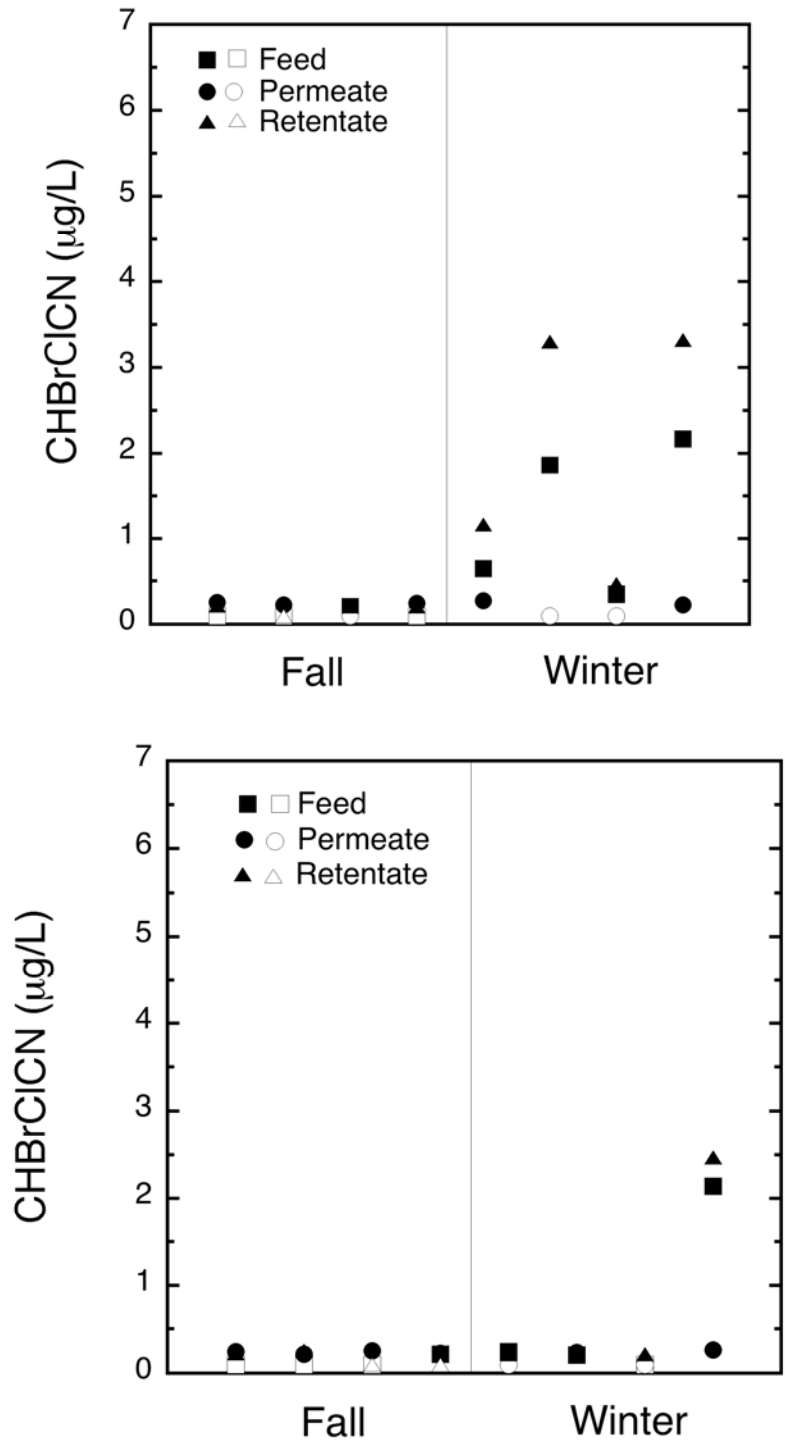 7
6
5
4
3
2
1
0
CHBrClCN (μg/L)
Feed
Permeate
Retentate
Fall Winter
7
6
5
4
3
2
1
0
CHBrClCN (μg/L)
Feed
Permeate
Retentate
Fall Winter